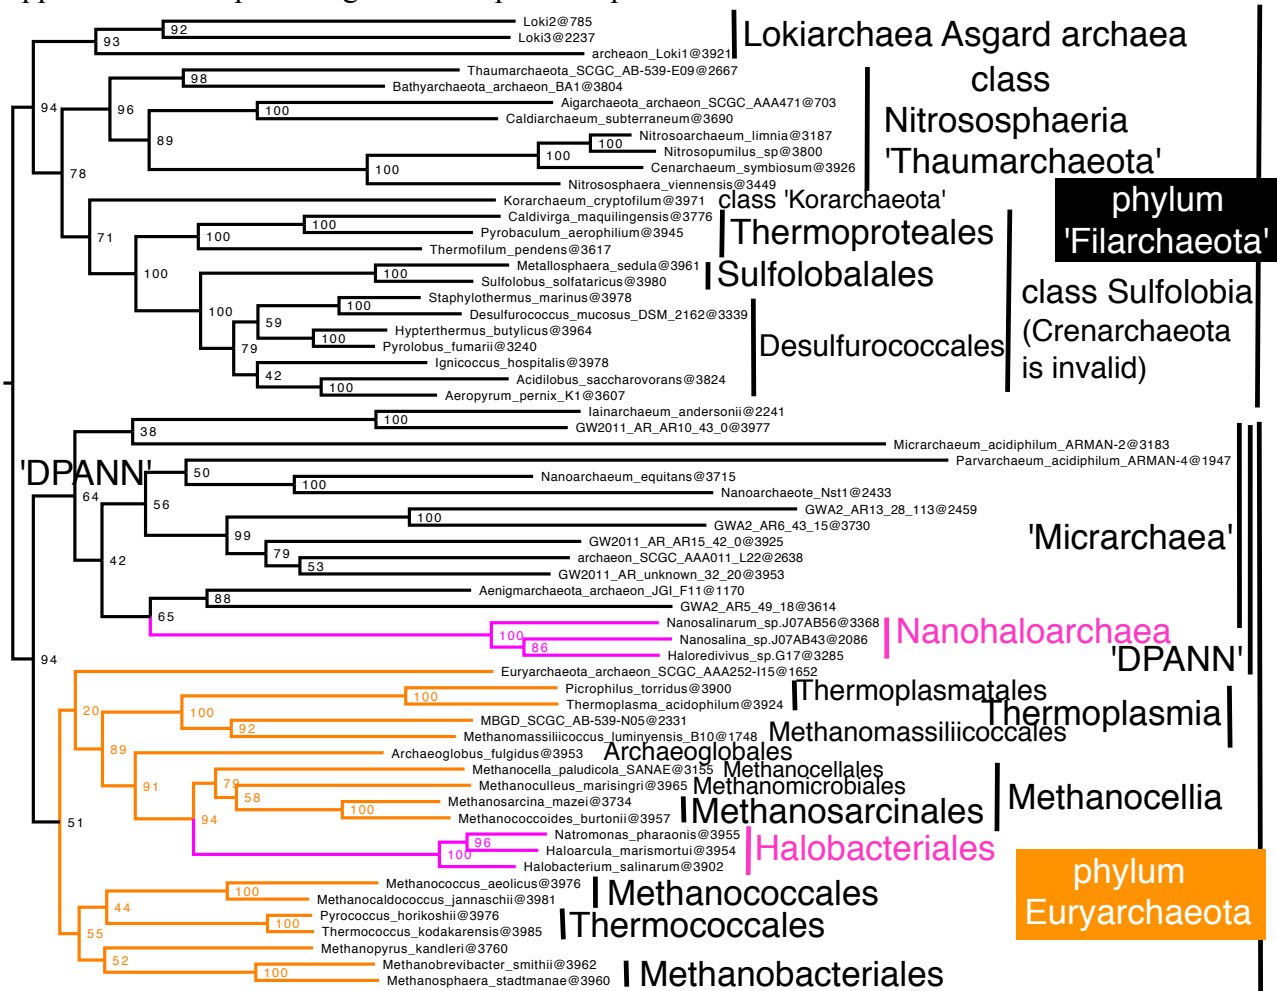 Loki2@785
92
Loki3@2237
93
archeaon_Loki1@3921
Lokiarchaea Asgard archaea
Thaumarchaeota_SCGC_AB-539-E09@2667
98
Bathyarchaeota_archaeon_BA1@3804
94
96
Aigarchaeota_archaeon_SCGC_AAA471@703
100
Caldiarchaeum_subterraneum@3690
89
Nitrosoarchaeum_limnia@3187
100
Nitrosopumilus_sp@3800
100
Cenarchaeum_symbiosum@3926
100
Nitrososphaera_viennensis@3449
class
Nitrososphaeria
'Thaumarchaeota'
78
Korarchaeum_cryptofilum@3971
class 'Korarchaeota'
phylum
'Filarchaeota'
71
Caldivirga_maquilingensis@3776
100
Pyrobaculum_aerophilium@3945
100
Thermofilum_pendens@3617
Thermoproteales
100
Metallosphaera_sedula@3961
100
Sulfolobus_solfataricus@3980
Sulfolobalales
100
Staphylothermus_marinus@3978
100
Desulfurococcus_mucosus_DSM_2162@3339
59
Hypterthermus_butylicus@3964
100
Pyrolobus_fumarii@3240
79
Ignicoccus_hospitalis@3978
42
Acidilobus_saccharovorans@3824
100
Aeropyrum_pernix_K1@3607
Desulfurococcales
class Sulfolobia
(Crenarchaeota
is invalid)
Iainarchaeum_andersonii@2241
100
GW2011_AR_AR10_43_0@3977
38
Micrarchaeum_acidiphilum_ARMAN-2@3183
Parvarchaeum_acidiphilum_ARMAN-4@1947
'DPANN'
50
Nanoarchaeum_equitans@3715
100
Nanoarchaeote_Nst1@2433
64
56
GWA2_AR13_28_113@2459
100
GWA2_AR6_43_15@3730
99
GW2011_AR_AR15_42_0@3925
79
archaeon_SCGC_AAA011_L22@2638
53
GW2011_AR_unknown_32_20@3953
'Micrarchaea'
42
Aenigmarchaeota_archaeon_JGI_F11@1170
88
GWA2_AR5_49_18@3614
65
Nanosalinarum_sp.J07AB56@3368
100
Nanosalina_sp.J07AB43@2086
86
Haloredivivus_sp.G17@3285
Nanohaloarchaea
'DPANN'
94
Euryarchaeota_archaeon_SCGC_AAA252-I15@1652
20
Picrophilus_torridus@3900
100
Thermoplasma_acidophilum@3924
Thermoplasmatales
100
MBGD_SCGC_AB-539-N05@2331
92
Methanomassiliicoccus_luminyensis_B10@1748
Methanomassiliicoccales
Thermoplasmia
89
Archaeoglobus_fulgidus@3953
Archaeoglobales
91
Methanocella_paludicola_SANAE@3155
Methanocellales
79
Methanoculleus_marisingri@3965
Methanomicrobiales
58
Methanosarcina_mazei@3734
100
Methanococcoides_burtonii@3957
Methanosarcinales
Methanocellia
94
51
Natromonas_pharaonis@3955
96
Haloarcula_marismortui@3954
100
Halobacterium_salinarum@3902
Halobacteriales
phylum
Euryarchaeota
Methanococcus_aeolicus@3976
100
Methanocaldococcus_jannaschii@3981
Methanococcales
44
Pyrococcus_horikoshii@3976
100
Thermococcus_kodakarensis@3985
Thermococcales
55
Methanopyrus_kandleri@3760
52
Methanobrevibacter_smithii@3962
100
Methanosphaera_stadtmanae@3960
Methanobacteriales